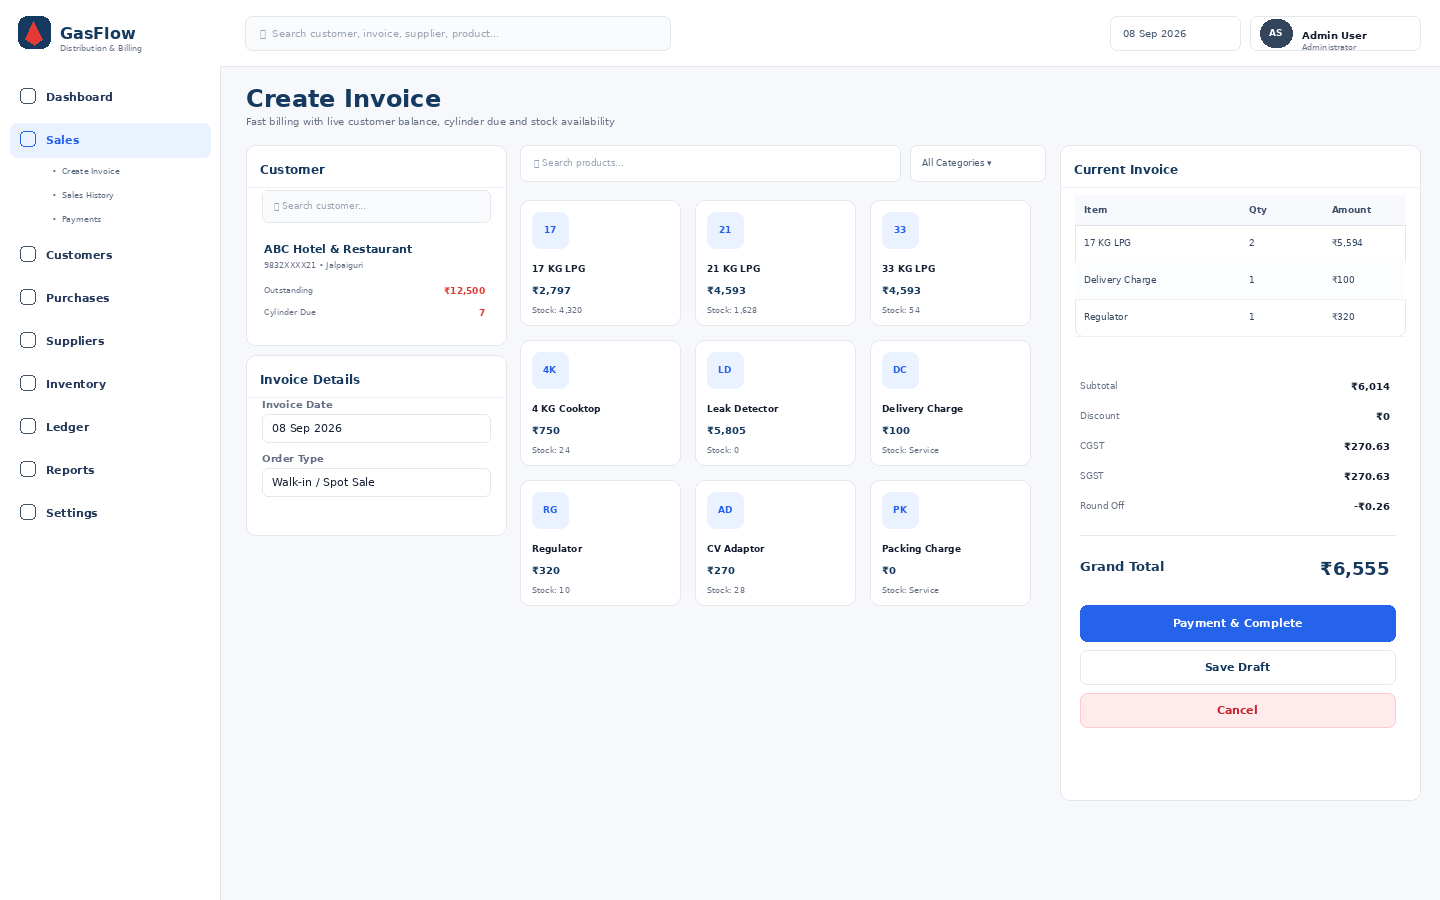 GasFlow
Distribution & Billing
Search customer, invoice, supplier, product...
08 Sep 2026
AS
Admin User
Administrator
Dashboard
Sales
• Create Invoice
• Sales History
• Payments
Customers
Purchases
Suppliers
Inventory
Ledger
Reports
Settings
Create Invoice
Fast billing with live customer balance, cylinder due and stock availability
Customer
Search customer...
ABC Hotel & Restaurant
9832XXXX21 • Jalpaiguri
Outstanding ₹12,500
Cylinder Due 7
Invoice Details
Invoice Date
08 Sep 2026
Order Type
Walk-in / Spot Sale
Search products...
All Categories ▾
17
17 KG LPG
₹2,797
Stock: 4,320
21
21 KG LPG
₹4,593
Stock: 1,628
33
33 KG LPG
₹4,593
Stock: 54
4K
4 KG Cooktop
₹750
Stock: 24
LD
Leak Detector
₹5,805
Stock: 0
DC
Delivery Charge
₹100
Stock: Service
RG
Regulator
₹320
Stock: 10
AD
CV Adaptor
₹270
Stock: 28
PK
Packing Charge
₹0
Stock: Service
Current Invoice
Item Qty Amount
17 KG LPG 2 ₹5,594
Delivery Charge 1 ₹100
Regulator 1 ₹320
Subtotal ₹6,014
Discount ₹0
CGST ₹270.63
SGST ₹270.63
Round Off -₹0.26
Grand Total ₹6,555
Payment & Complete
Save Draft
Cancel